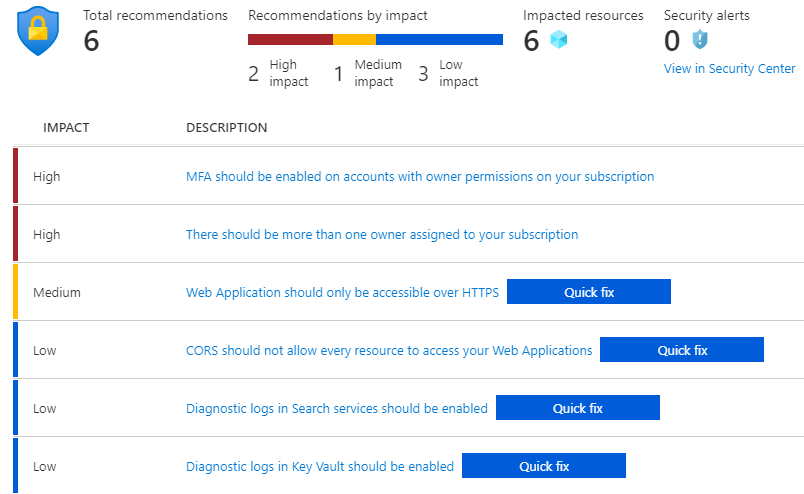 Total recommendations
6
Recommendations by impact
2 High impact
1 Medium impact
3 Low impact
Impacted resources
6
Security alerts
0
View in Security Center
IMPACT DESCRIPTION
High MFA should be enabled on accounts with owner permissions on your subscription
High There should be more than one owner assigned to your subscription
Medium Web Application should only be accessible over HTTPS Quick fix
Low CORS should not allow every resource to access your Web Applications Quick fix
Low Diagnostic logs in Search services should be enabled Quick fix
Low Diagnostic logs in Key Vault should be enabled Quick fix